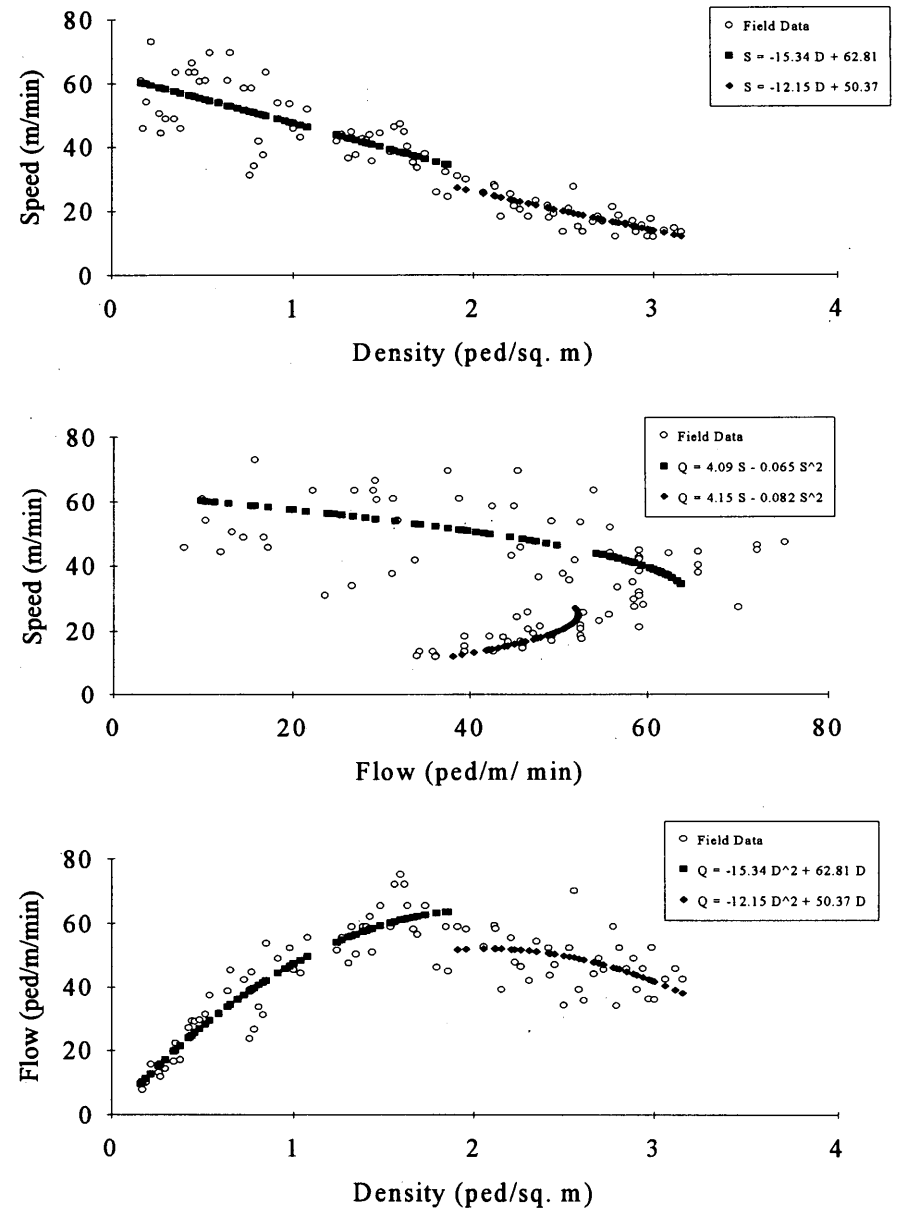 80
60
40
20
0
Speed (m/min)
Field Data
S = -15.34 D + 62.81
S = -12.15 D + 50.37
0 1 2 3 4
Density (ped/sq. m)
80
60
40
20
0
Speed (m/min)
Field Data
Q = 4.09 S - 0.065 S^2
Q = 4.15 S - 0.082 S^2
0 20 40 60 80
Flow (ped/m/ min)
80
60
40
20
0
Flow (ped/m/min)
Field Data
Q = -15.34 D^2 + 62.81 D
Q = -12.15 D^2 + 50.37 D
0 1 2 3 4
Density (ped/sq. m)